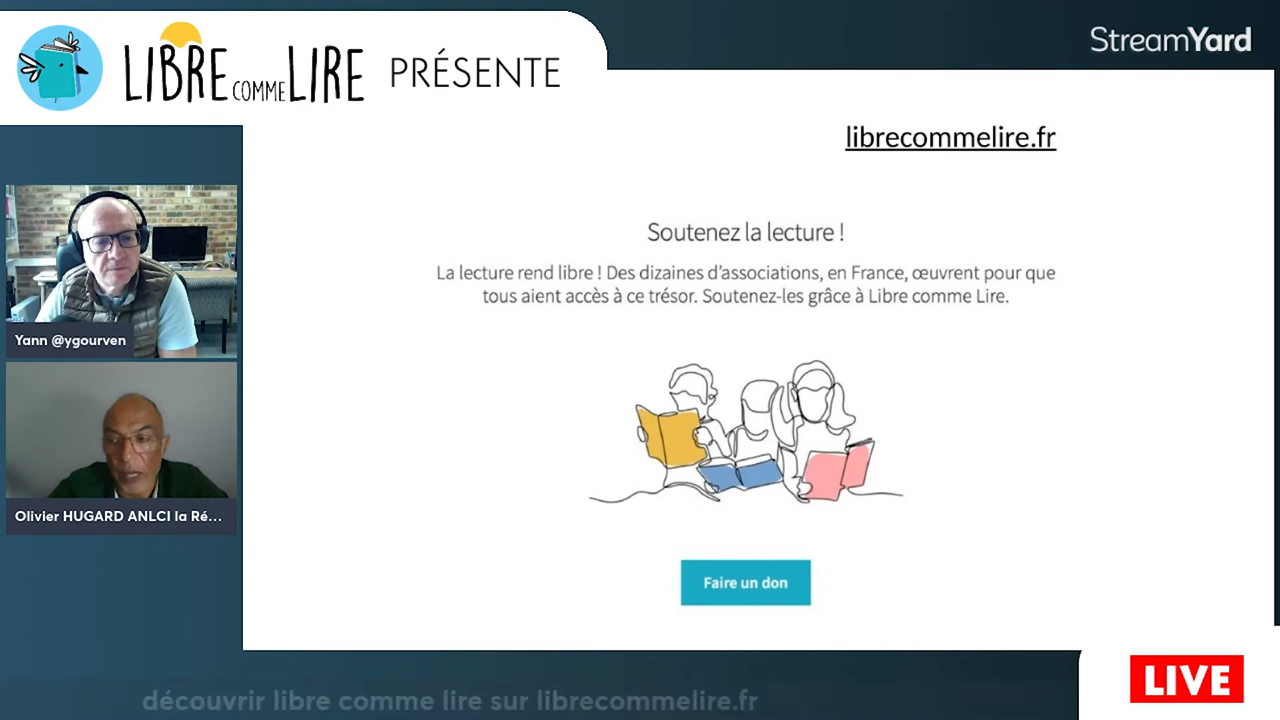 LIBRE COMME LIRE PRÉSENTE
StreamYard
librecommelire.fr
Soutenez la lecture !
La lecture rend libre ! Des dizaines d'associations, en France, œuvrent pour que
tous aient accès à ce trésor. Soutenez-les grâce à Libre comme Lire.
Yann @ygourven
Olivier HUGARD ANLCI la Ré...
Faire un don
LIVE
découvrir libre comme lire sur librecommelire.fr